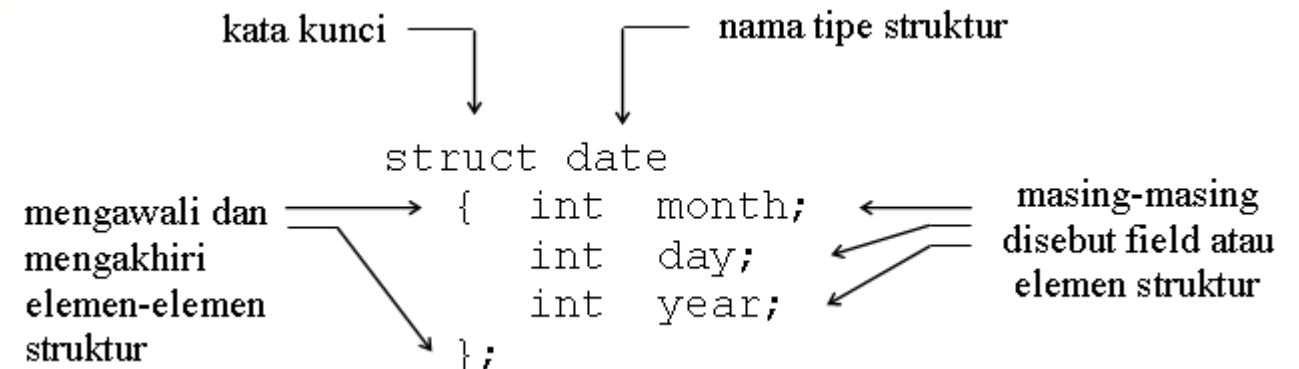 kata kunci
nama tipe struktur
struct date
mengawali dan
mengakhiri
elemen-elemen
struktur
{ int month;
int day;
int year;
};
masing-masing
disebut field atau
elemen struktur